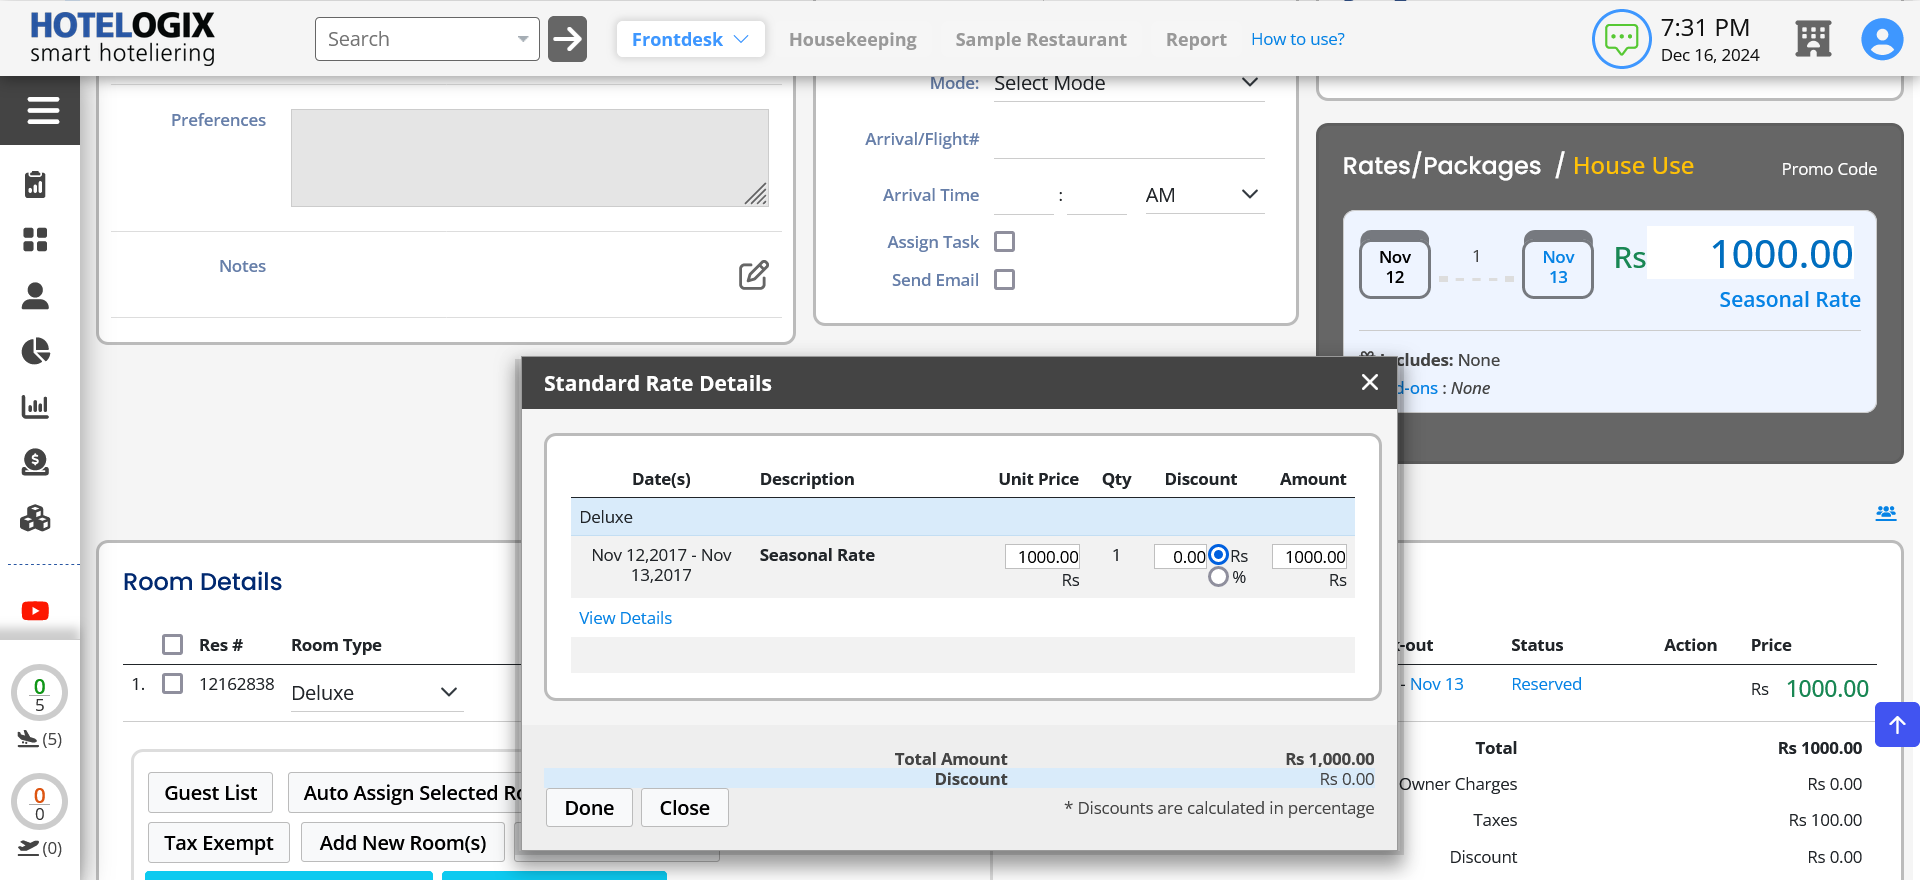 HOTELOGIX
smart hoteliering
Search
Frontdesk
Housekeeping
Sample Restaurant
Report
How to use?
7:31 PM
Dec 16, 2024
Preferences
Notes
Mode: Select Mode
Arrival/Flight#
Arrival Time : AM
Assign Task
Send Email
Rates/Packages / House Use
Promo Code
Nov 12
1
Nov 13
Rs 1000.00
Seasonal Rate
cludes: None
d-ons : None
Standard Rate Details
Date(s) Description Unit Price Qty Discount Amount
Deluxe
Nov 12,2017 - Nov 13,2017 Seasonal Rate 1000.00 Rs 1 0.00 Rs % 1000.00 Rs
View Details
Total Amount Rs 1,000.00
Discount Rs 0.00
Done Close * Discounts are calculated in percentage
Room Details
Res # Room Type -out Status Action Price
1. 12162838 Deluxe - Nov 13 Reserved Rs 1000.00
Total Rs 1000.00
Owner Charges Rs 0.00
Taxes Rs 100.00
Discount Rs 0.00
Guest List Auto Assign Selected Ro
Tax Exempt Add New Room(s)
0
5
(5)
0
0
(0)